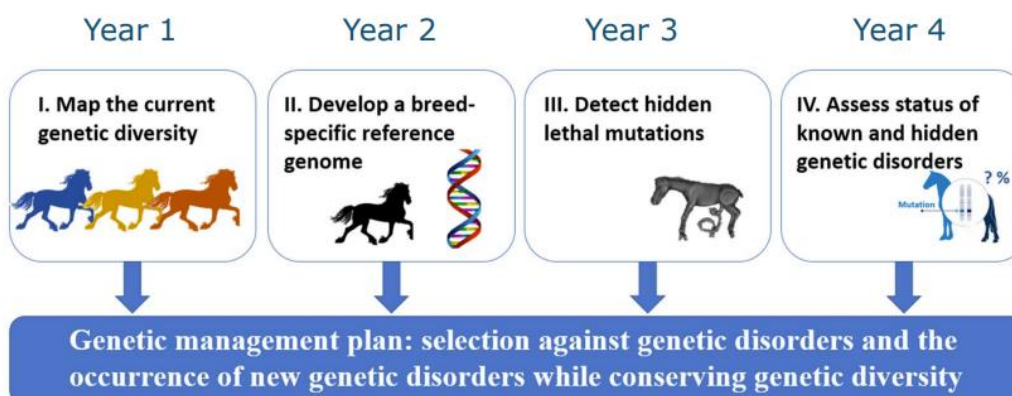 Year 1
Year 2
Year 3
Year 4
I. Map the current
genetic diversity
II. Develop a breed-
specific reference
genome
III. Detect hidden
lethal mutations
IV. Assess status of
known and hidden
genetic disorders
? %
Mutation
Genetic management plan: selection against genetic disorders and the
occurrence of new genetic disorders while conserving genetic diversity